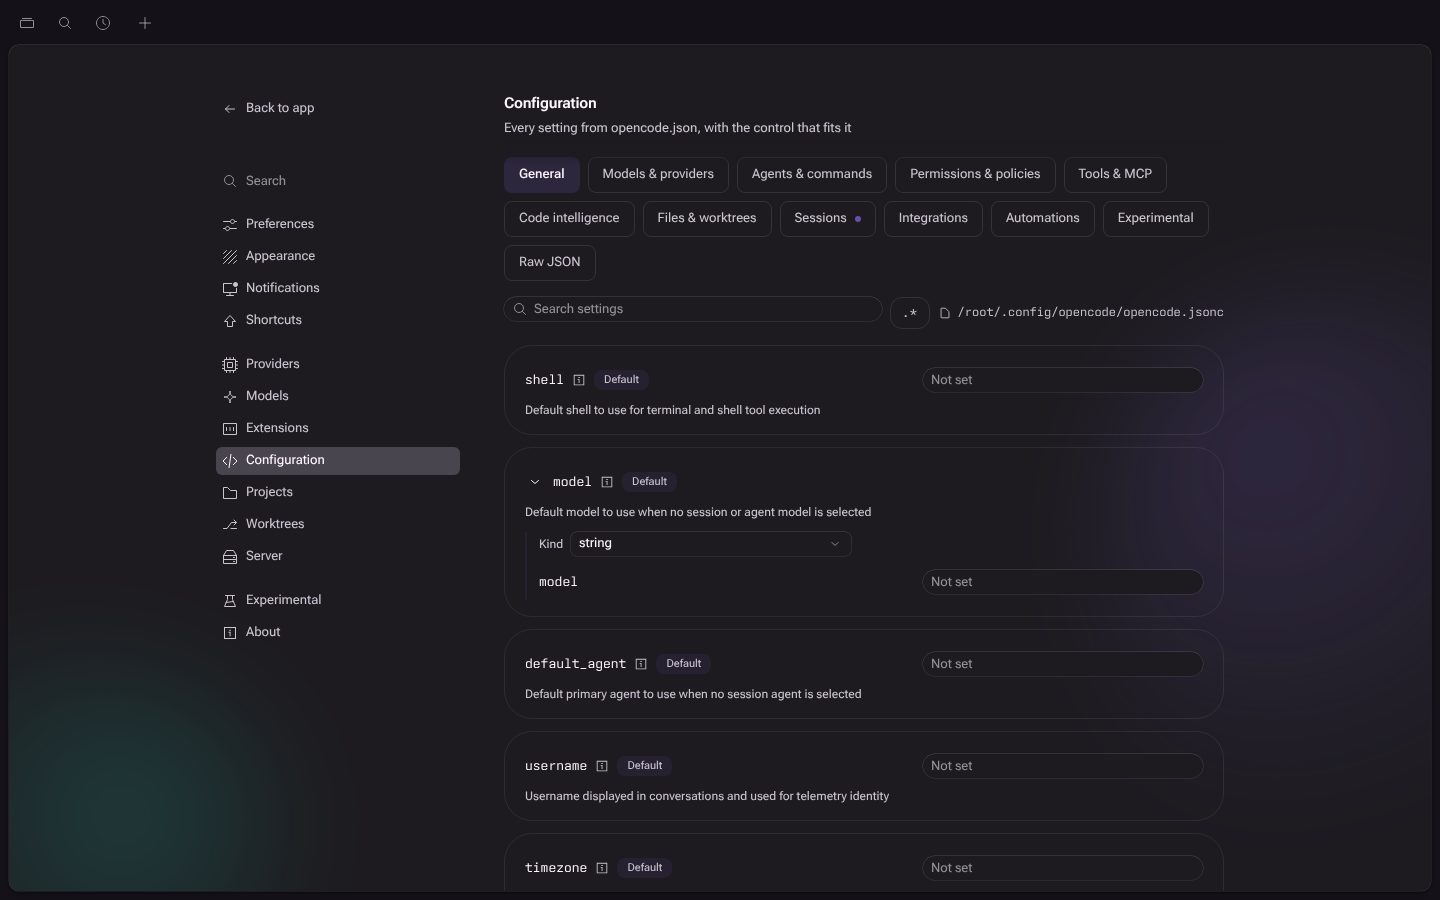 Back to app
Search
Preferences
Appearance
Notifications
Shortcuts
Providers
Models
Extensions
Configuration
Projects
Worktrees
Server
Experimental
About
Configuration
Every setting from opencode.json, with the control that fits it
General Models & providers Agents & commands Permissions & policies Tools & MCP
Code intelligence Files & worktrees Sessions Integrations Automations Experimental
Raw JSON
Search settings .* /root/.config/opencode/opencode.jsonc
shell Default Not set
Default shell to use for terminal and shell tool execution
model Default
Default model to use when no session or agent model is selected
Kind string
model Not set
default_agent Default Not set
Default primary agent to use when no session agent is selected
username Default Not set
Username displayed in conversations and used for telemetry identity
timezone Default Not set